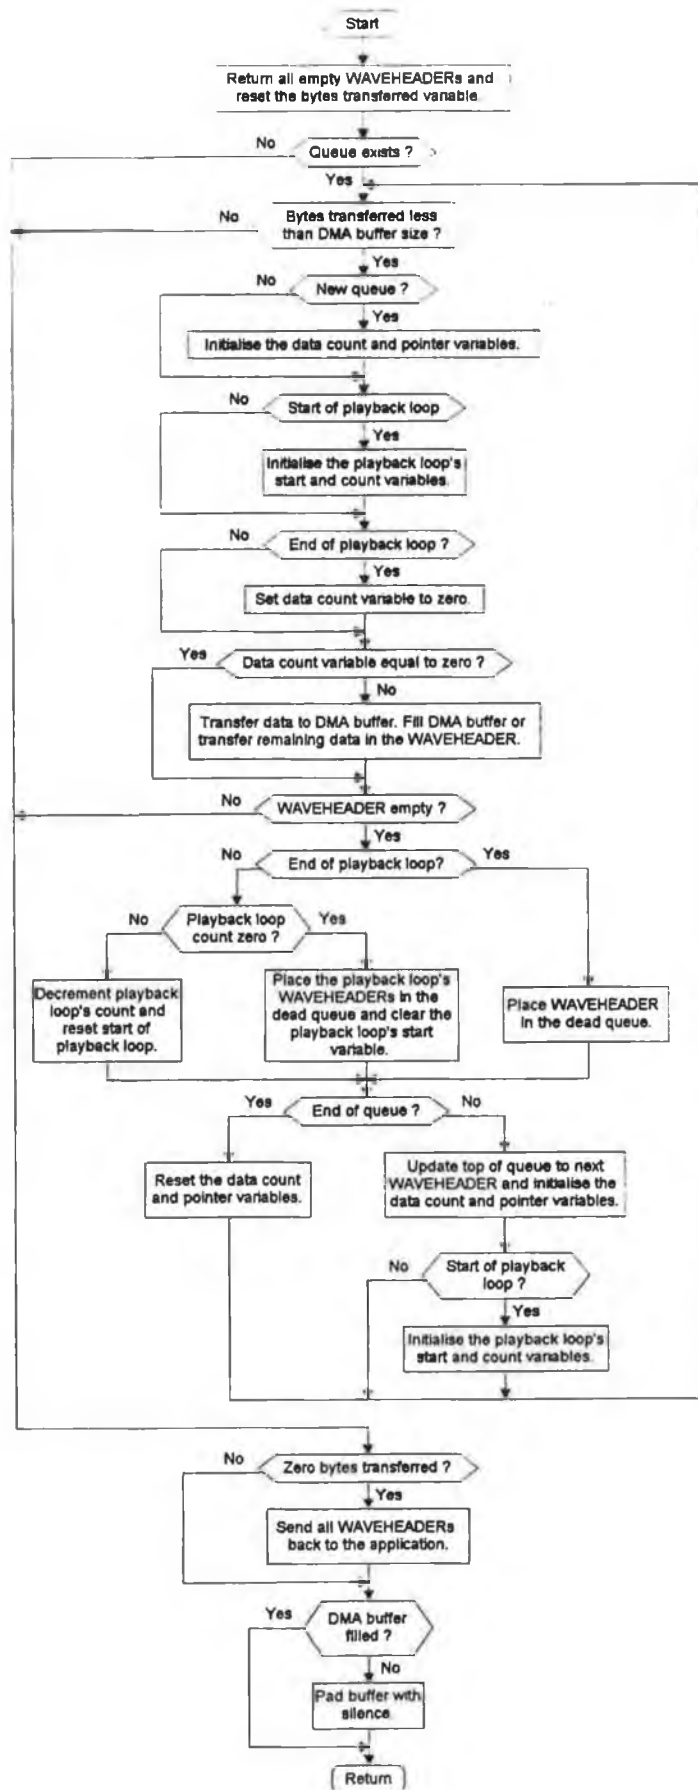 Start
Return all empty WAVEHEADERs and
reset the bytes transferred variable.
No
Queue exists ?
Yes
No
Bytes transferred less
than DMA buffer size ?
Yes
No
New queue ?
Yes
Initialise the data count and pointer variables.
No
Start of playback loop
Yes
Initialise the playback loop's
start and count variables.
No
End of playback loop ?
Yes
Set data count variable to zero.
Yes
Data count variable equal to zero ?
No
Transfer data to DMA buffer. Fill DMA buffer or
transfer remaining data in the WAVEHEADER.
No
WAVEHEADER empty ?
Yes
No
End of playback loop?
Yes
No
Playback loop
count zero ?
Yes
Decrement playback
loop's count and
reset start of
playback loop.
Place the playback loop's
WAVEHEADERs in the
dead queue and clear the
playback loop's start
variable.
Place WAVEHEADER
in the dead queue.
Yes
End of queue ?
No
Reset the data count
and pointer variables.
Update top of queue to next
WAVEHEADER and initialise the
data count and pointer variables.
No
Start of playback
loop ?
Yes
Initialise the playback loop's
start and count variables.
No
Zero bytes transferred ?
Yes
Send all WAVEHEADERs
back to the application.
Yes
DMA buffer
filled ?
No
Pad buffer with
silence
Return